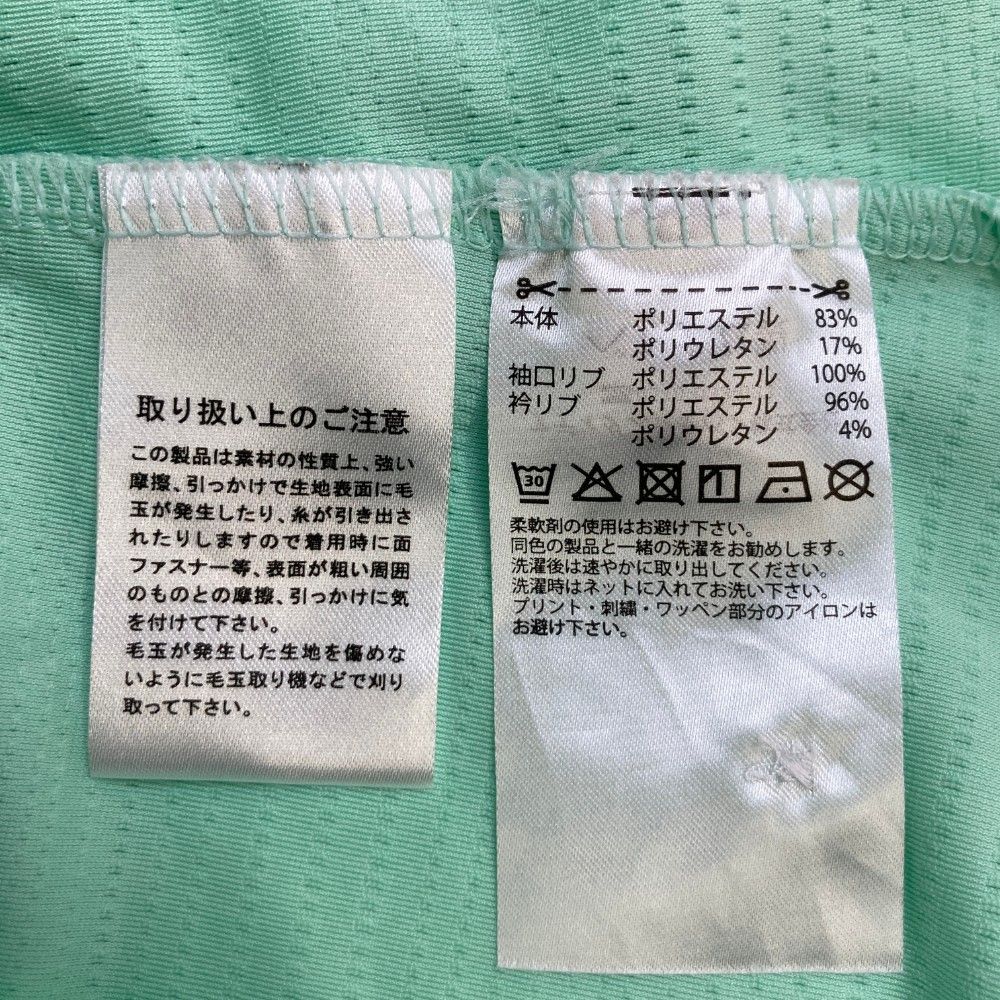 取り扱い上のご注意
この製品は素材の性質上、強い
摩擦、引っかけで生地表面に毛
玉が発生したり、糸が引き出さ
れたりしますので着用時に面
ファスナー等、表面が粗い周囲
のものとの摩擦、引っかけに気
を付けて下さい。
毛玉が発生した生地を傷めな
いように毛玉取り機などで刈り
取って下さい。
本体 ポリエステル 83%
ポリウレタン 17%
袖口リブ ポリエステル 100%
衿リブ ポリエステル 96%
ポリウレタン 4%
30
柔軟剤の使用はお避け下さい。
同色の製品と一緒の洗濯をお勧めします。
洗濯後は速やかに取り出してください。
洗濯時はネットに入れてお洗い下さい。
プリント・刺繍・ワッペン部分のアイロンは
お避け下さい。